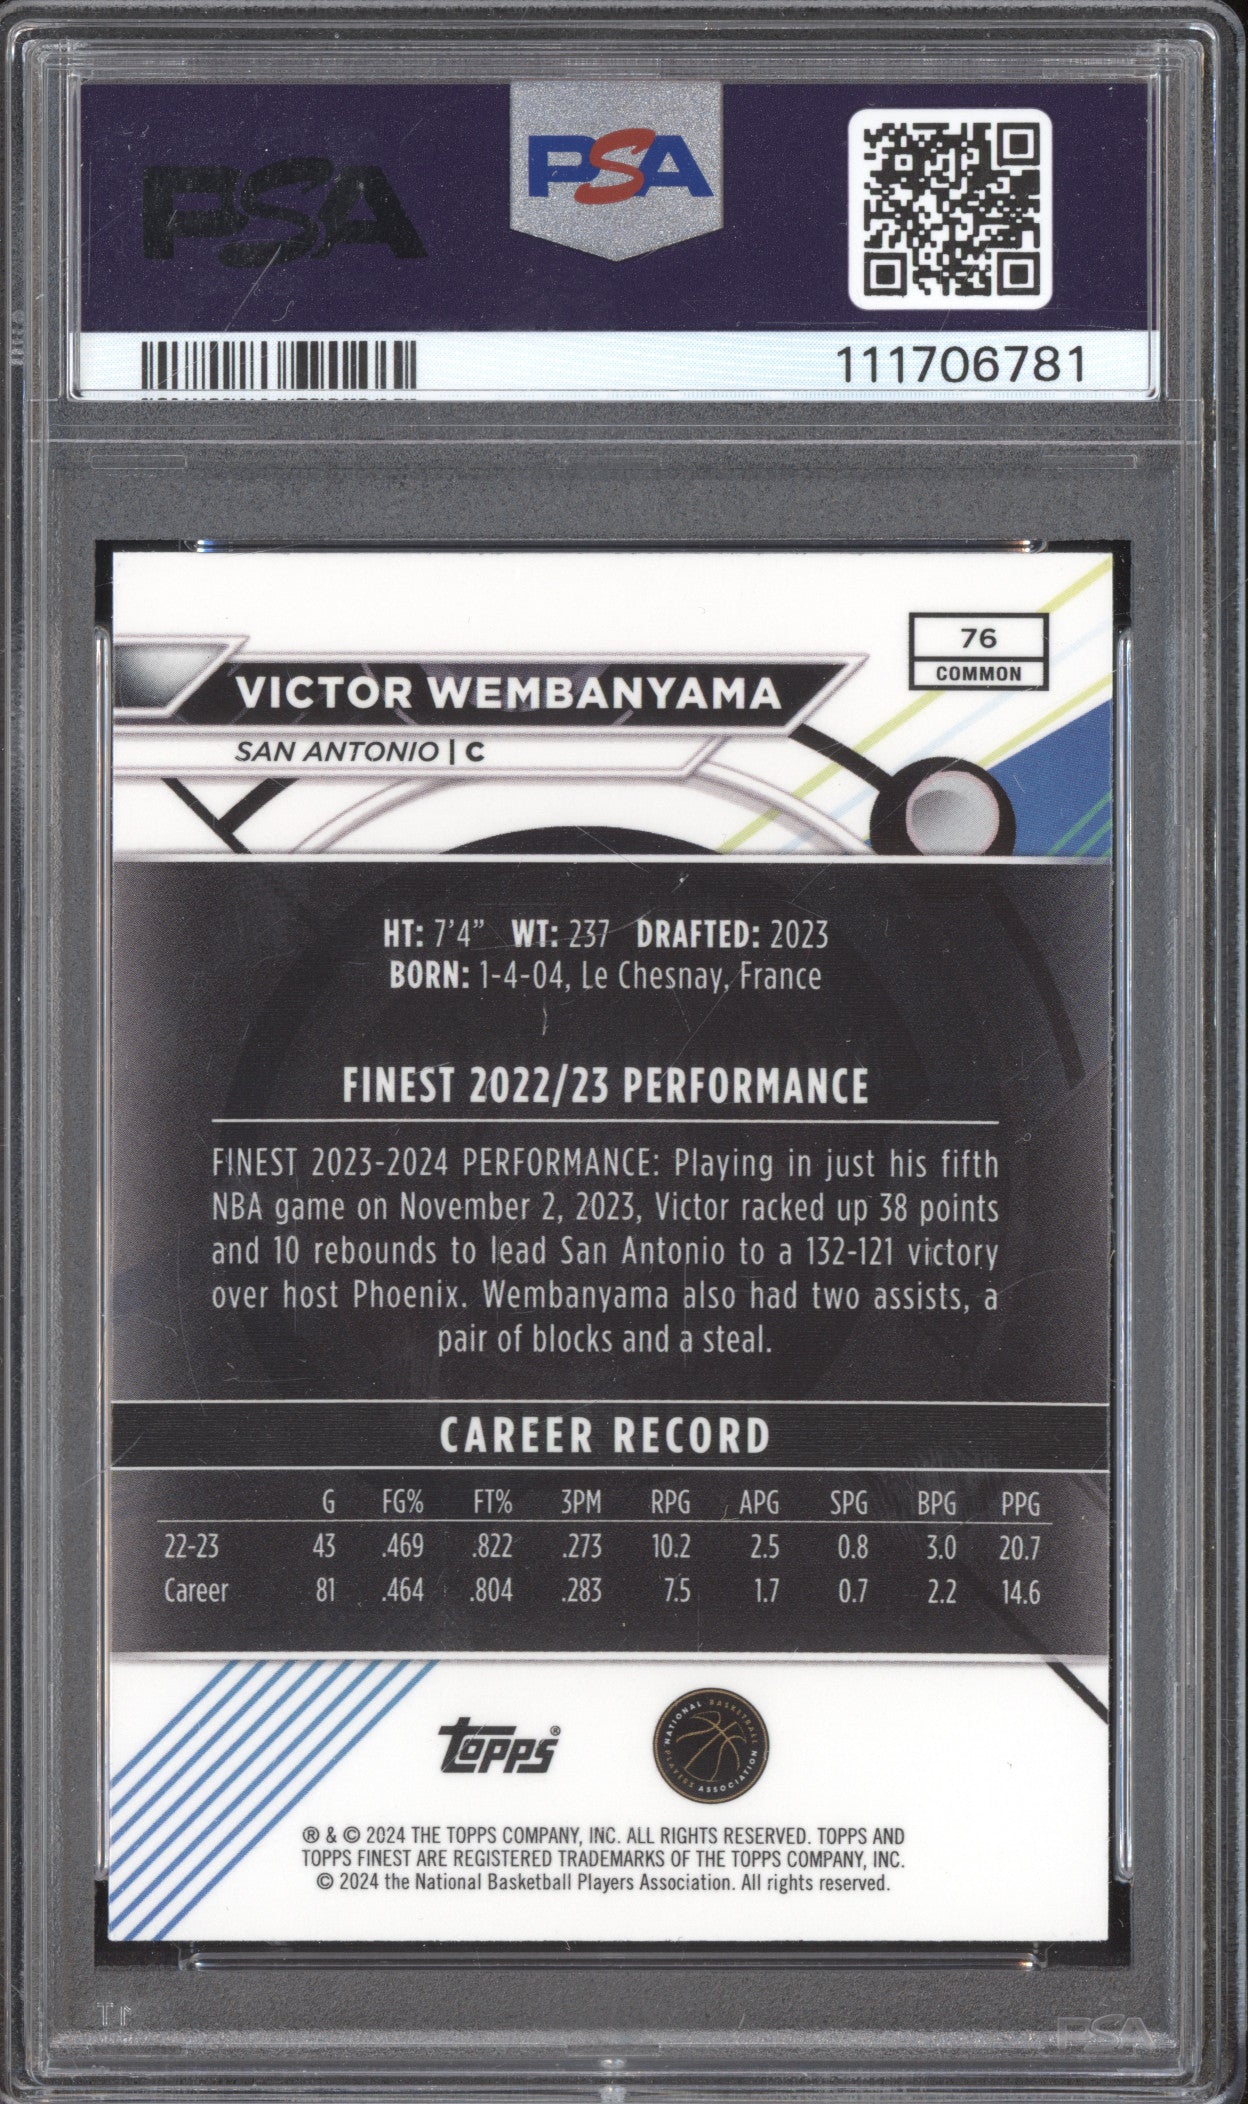 PSA
PSA
111706781
76
COMMON
VICTOR WEMBANYAMA
SAN ANTONIO | C
HT: 7'4" WT: 237 DRAFTED: 2023
BORN: 1-4-04, Le Chesnay, France
FINEST 2022/23 PERFORMANCE
FINEST 2023-2024 PERFORMANCE: Playing in just his fifth
NBA game on November 2, 2023, Victor racked up 38 points
and 10 rebounds to lead San Antonio to a 132-121 victory
over host Phoenix. Wembanyama also had two assists, a
pair of blocks and a steal.
CAREER RECORD
G FG% FT% 3PM RPG APG SPG BPG PPG
22-23 43 .469 .822 .273 10.2 2.5 0.8 3.0 20.7
Career 81 .464 .804 .283 7.5 1.7 0.7 2.2 14.6
Topps®
NATIONAL BASKETBALL
PLAYERS ASSOCIATION
® & © 2024 THE TOPPS COMPANY, INC. ALL RIGHTS RESERVED. TOPPS AND
TOPPS FINEST ARE REGISTERED TRADEMARKS OF THE TOPPS COMPANY, INC.
© 2024 the National Basketball Players Association. All rights reserved.
PSA